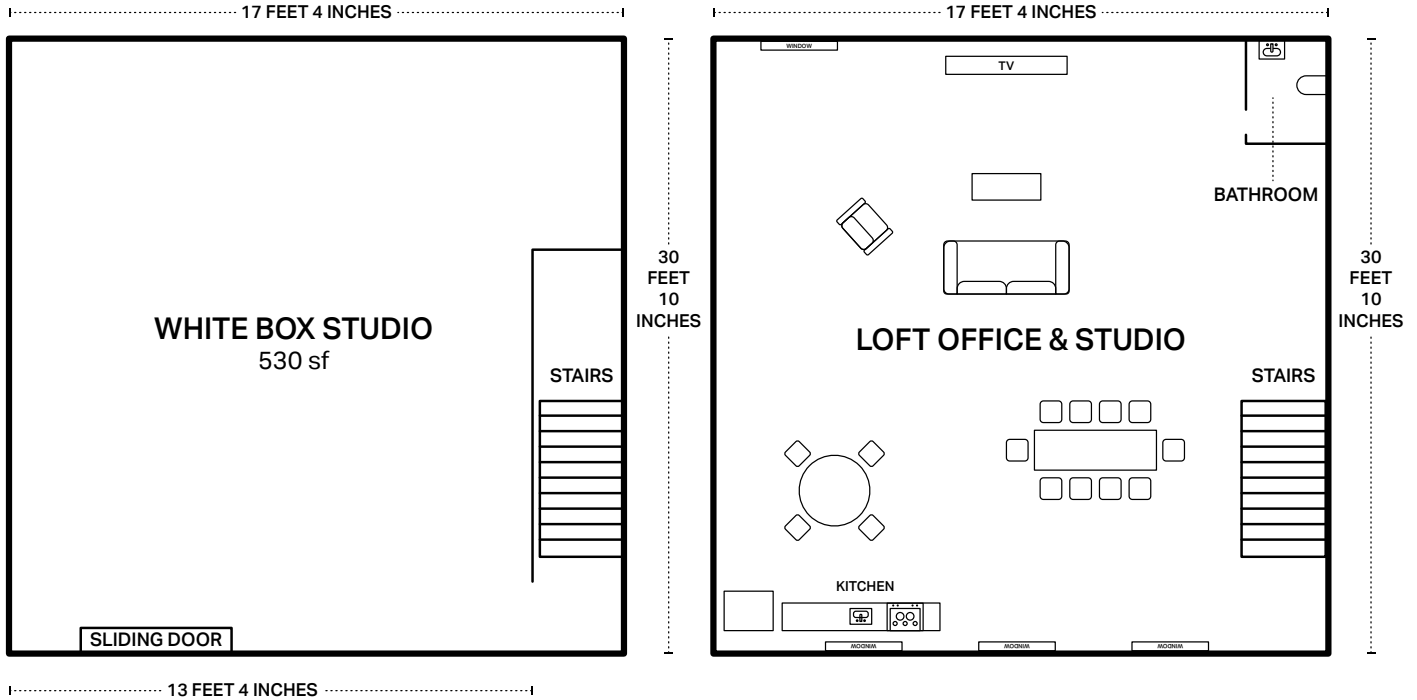 17 FEET 4 INCHES
WHITE BOX STUDIO
530 sf
STAIRS
SLIDING DOOR
13 FEET 4 INCHES
30
FEET
10
INCHES
17 FEET 4 INCHES
WINDOW
TV
BATHROOM
LOFT OFFICE & STUDIO
STAIRS
KITCHEN
WINDOW
WINDOW
WINDOW
30
FEET
10
INCHES